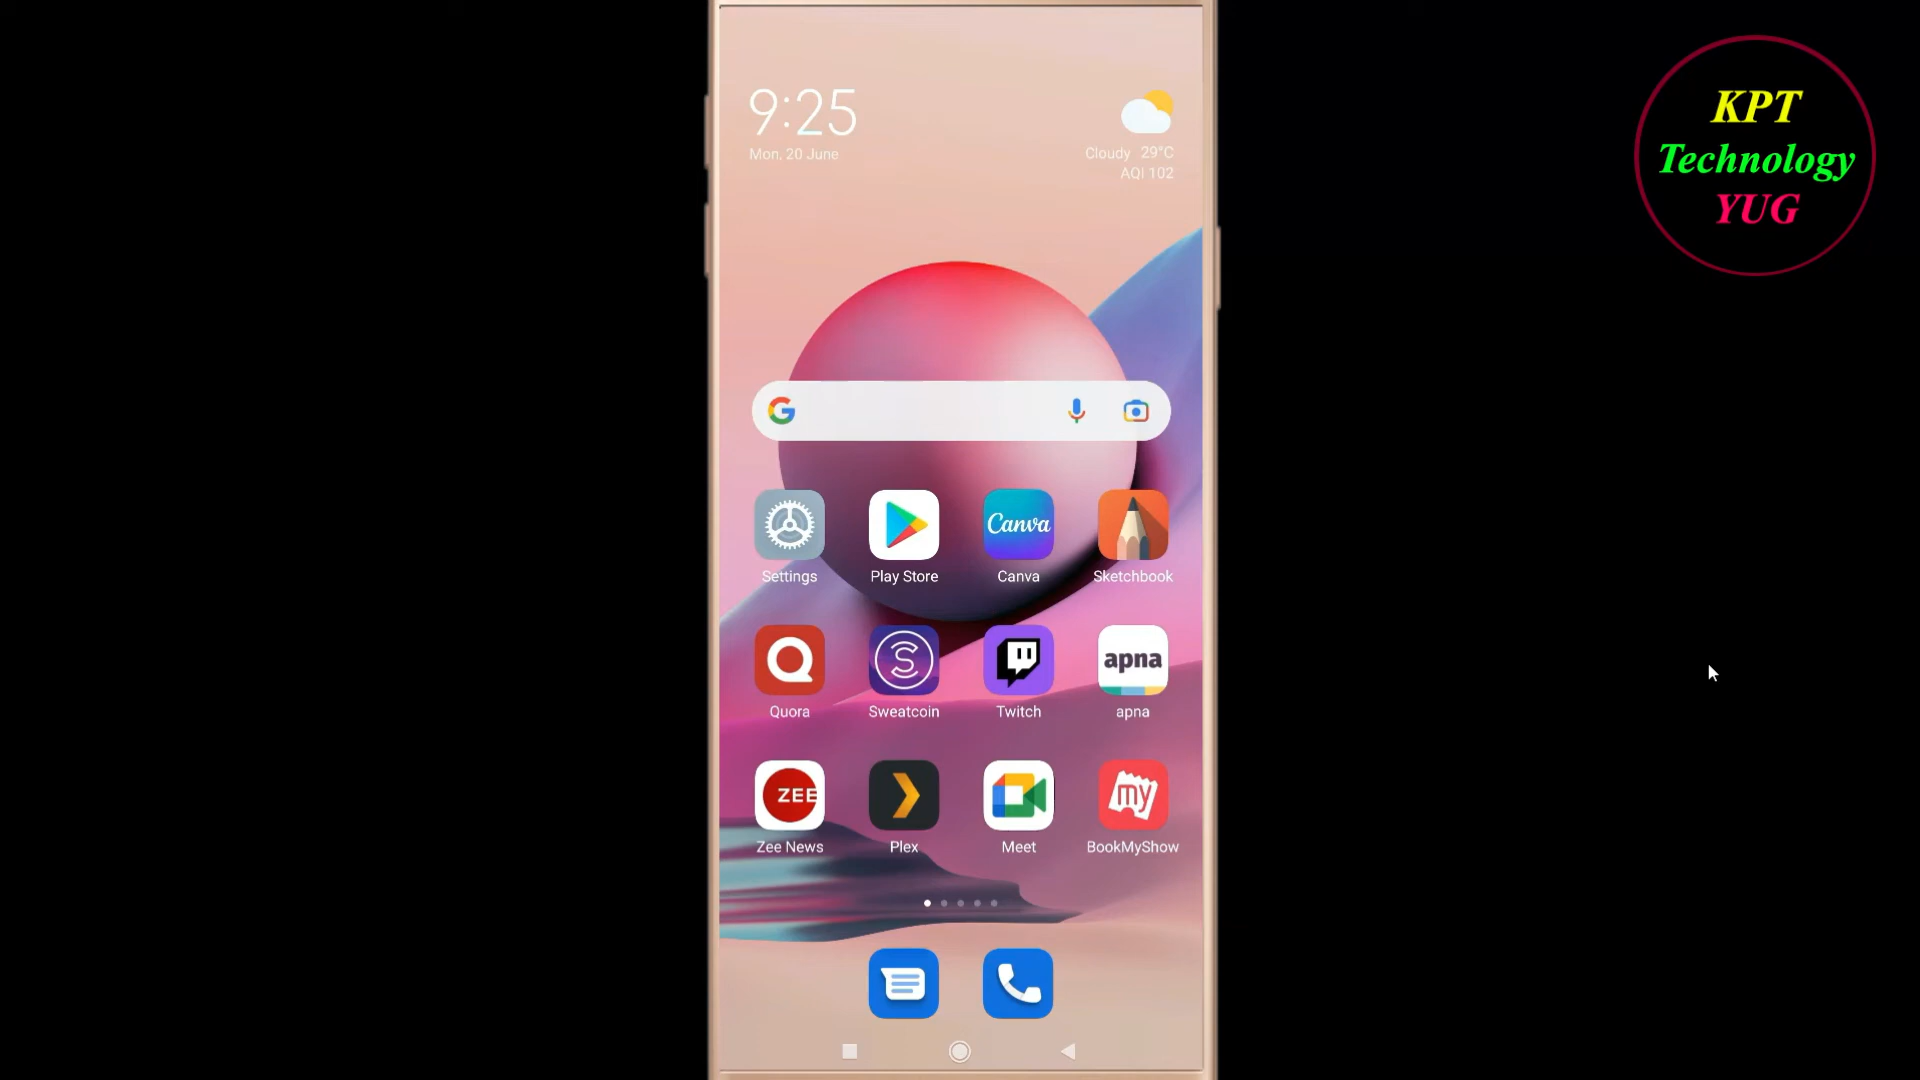 9:25
Mon, 20 June
Cloudy 29°C
AQI 102
KPT
Technology
YUG
Canva
Settings
Play Store
Canva
Sketchbook
apna
Quora
Sweatcoin
Twitch
apna
ZEE
my
Zee News
Plex
Meet
BookMyShow